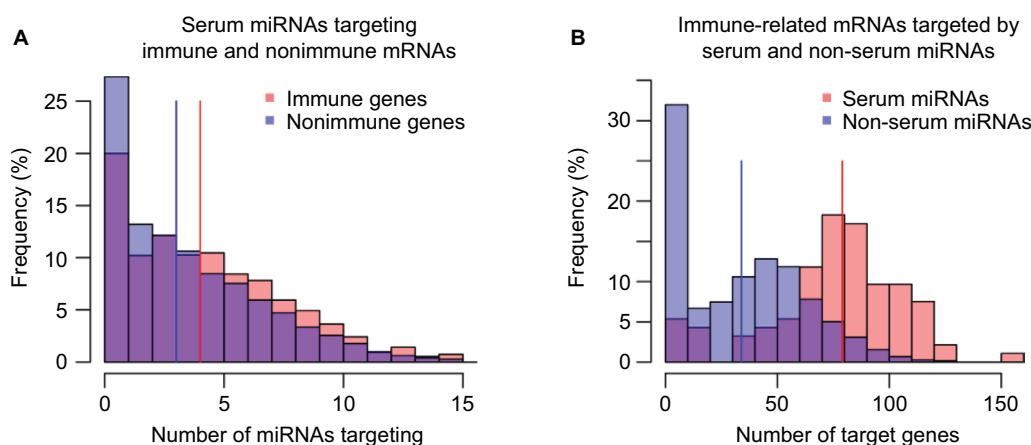 A
Serum miRNAs targeting
immune and nonimmune mRNAs
Immune genes
Nonimmune genes
Frequency (%)
25
20
15
10
5
0
0 5 10 15
Number of miRNAs targeting
B
Immune-related mRNAs targeted by
serum and non-serum miRNAs
Serum miRNAs
Non-serum miRNAs
Frequency (%)
30
20
10
5
0
0 50 100 150
Number of target genes